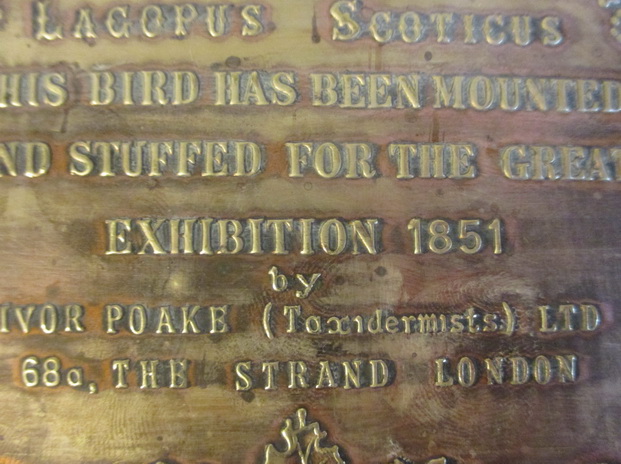 LAGOPUS SCOTICUS
HIS BIRD HAS BEEN MOUNTED
ND STUFFED FOR THE GREAT
EXHIBITION 1851
by
IVOR POAKE (Taxidermists) LTD
68a, THE STRAND LONDON